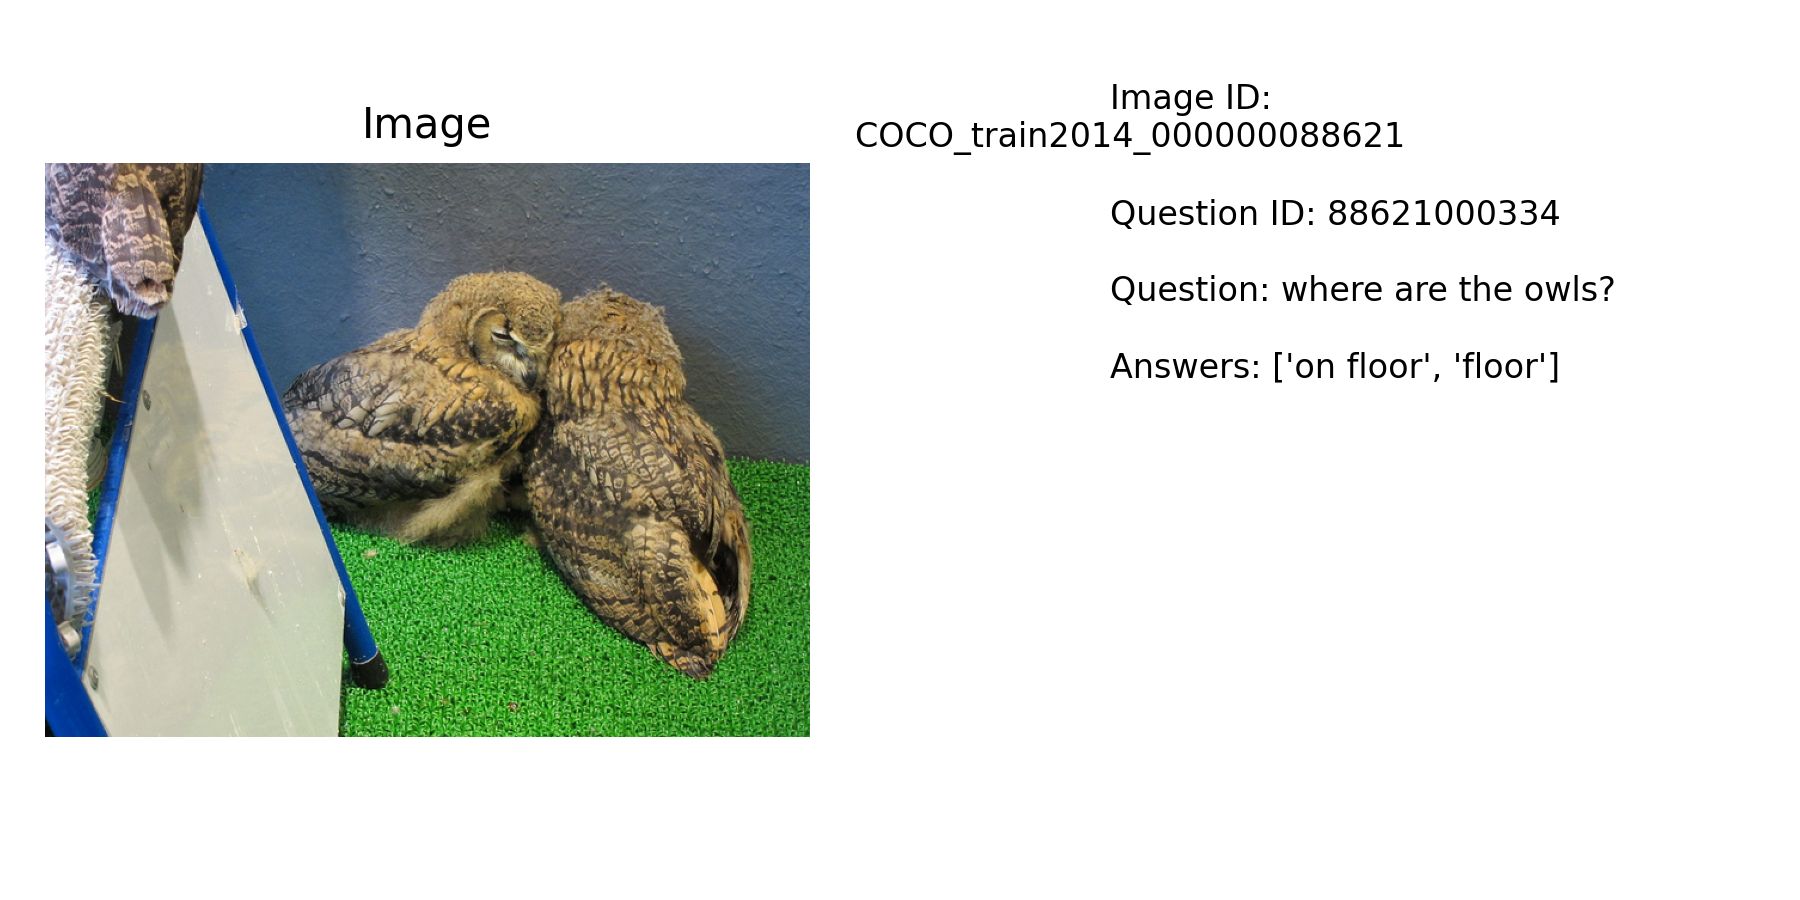 Image
Image ID:
COCO_train2014_000000088621
Question ID: 88621000334
Question: where are the owls?
Answers: ['on floor', 'floor']